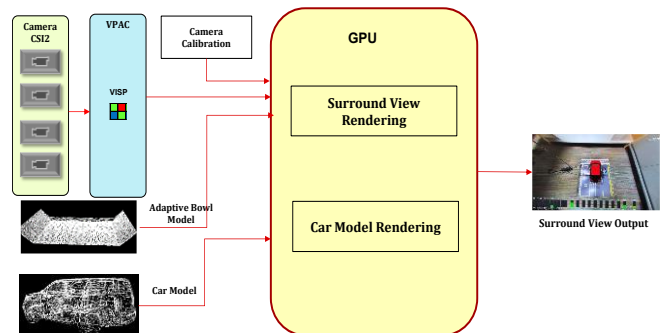 Camera
CSI2
VPAC
VISP
Camera
Calibration
GPU
Surround View
Rendering
Adaptive Bowl
Model
Car Model Rendering
Car Model
Surround View Output